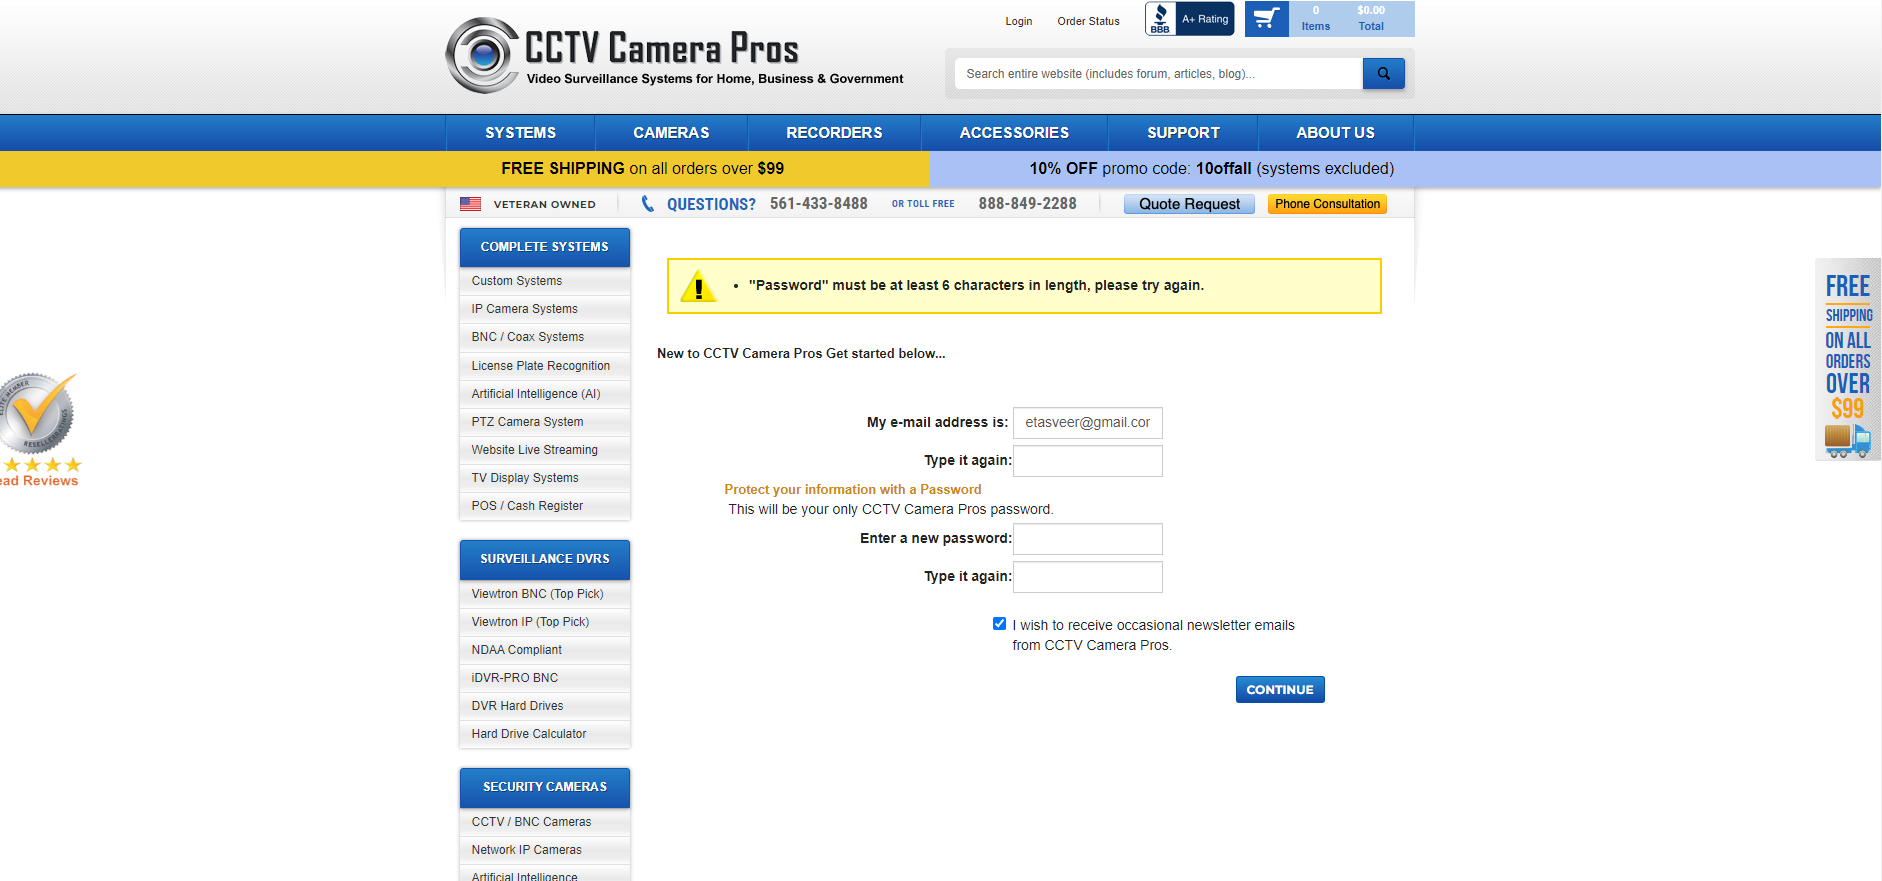 Login
Order Status
BBB
A+ Rating
0
Items
$0.00
Total
CCTV Camera Pros
Video Surveillance Systems for Home, Business & Government
Search entire website (includes forum, articles, blog)...
SYSTEMS
CAMERAS
RECORDERS
ACCESSORIES
SUPPORT
ABOUT US
FREE SHIPPING on all orders over $99
10% OFF promo code: 10offall (systems excluded)
VETERAN OWNED
QUESTIONS? 561-433-8488 OR TOLL FREE 888-849-2288
Quote Request
Phone Consultation
COMPLETE SYSTEMS
Custom Systems
IP Camera Systems
BNC / Coax Systems
License Plate Recognition
Artificial Intelligence (AI)
PTZ Camera System
Website Live Streaming
TV Display Systems
POS / Cash Register
SURVEILLANCE DVRS
Viewtron BNC (Top Pick)
Viewtron IP (Top Pick)
NDAA Compliant
iDVR-PRO BNC
DVR Hard Drives
Hard Drive Calculator
SECURITY CAMERAS
CCTV / BNC Cameras
Network IP Cameras
Artificial Intelligence
• "Password" must be at least 6 characters in length, please try again.
New to CCTV Camera Pros Get started below...
My e-mail address is: etasveer@gmail.cor
Type it again:
Protect your information with a Password
This will be your only CCTV Camera Pros password.
Enter a new password:
Type it again:
I wish to receive occasional newsletter emails
from CCTV Camera Pros.
CONTINUE
ead Reviews
FREE
SHIPPING
ON ALL
ORDERS
OVER
$99